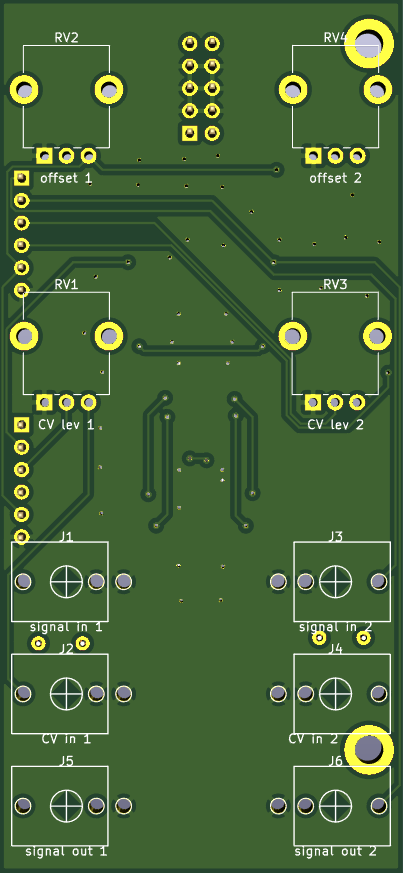 RV2 RV4
offset 1 offset 2
RV1 RV3
CV lev 1 CV lev 2
J1 J3
signal in 1 signal in 2
J2 J4
CV in 1 CV in 2
J5 J6
signal out 1 signal out 2